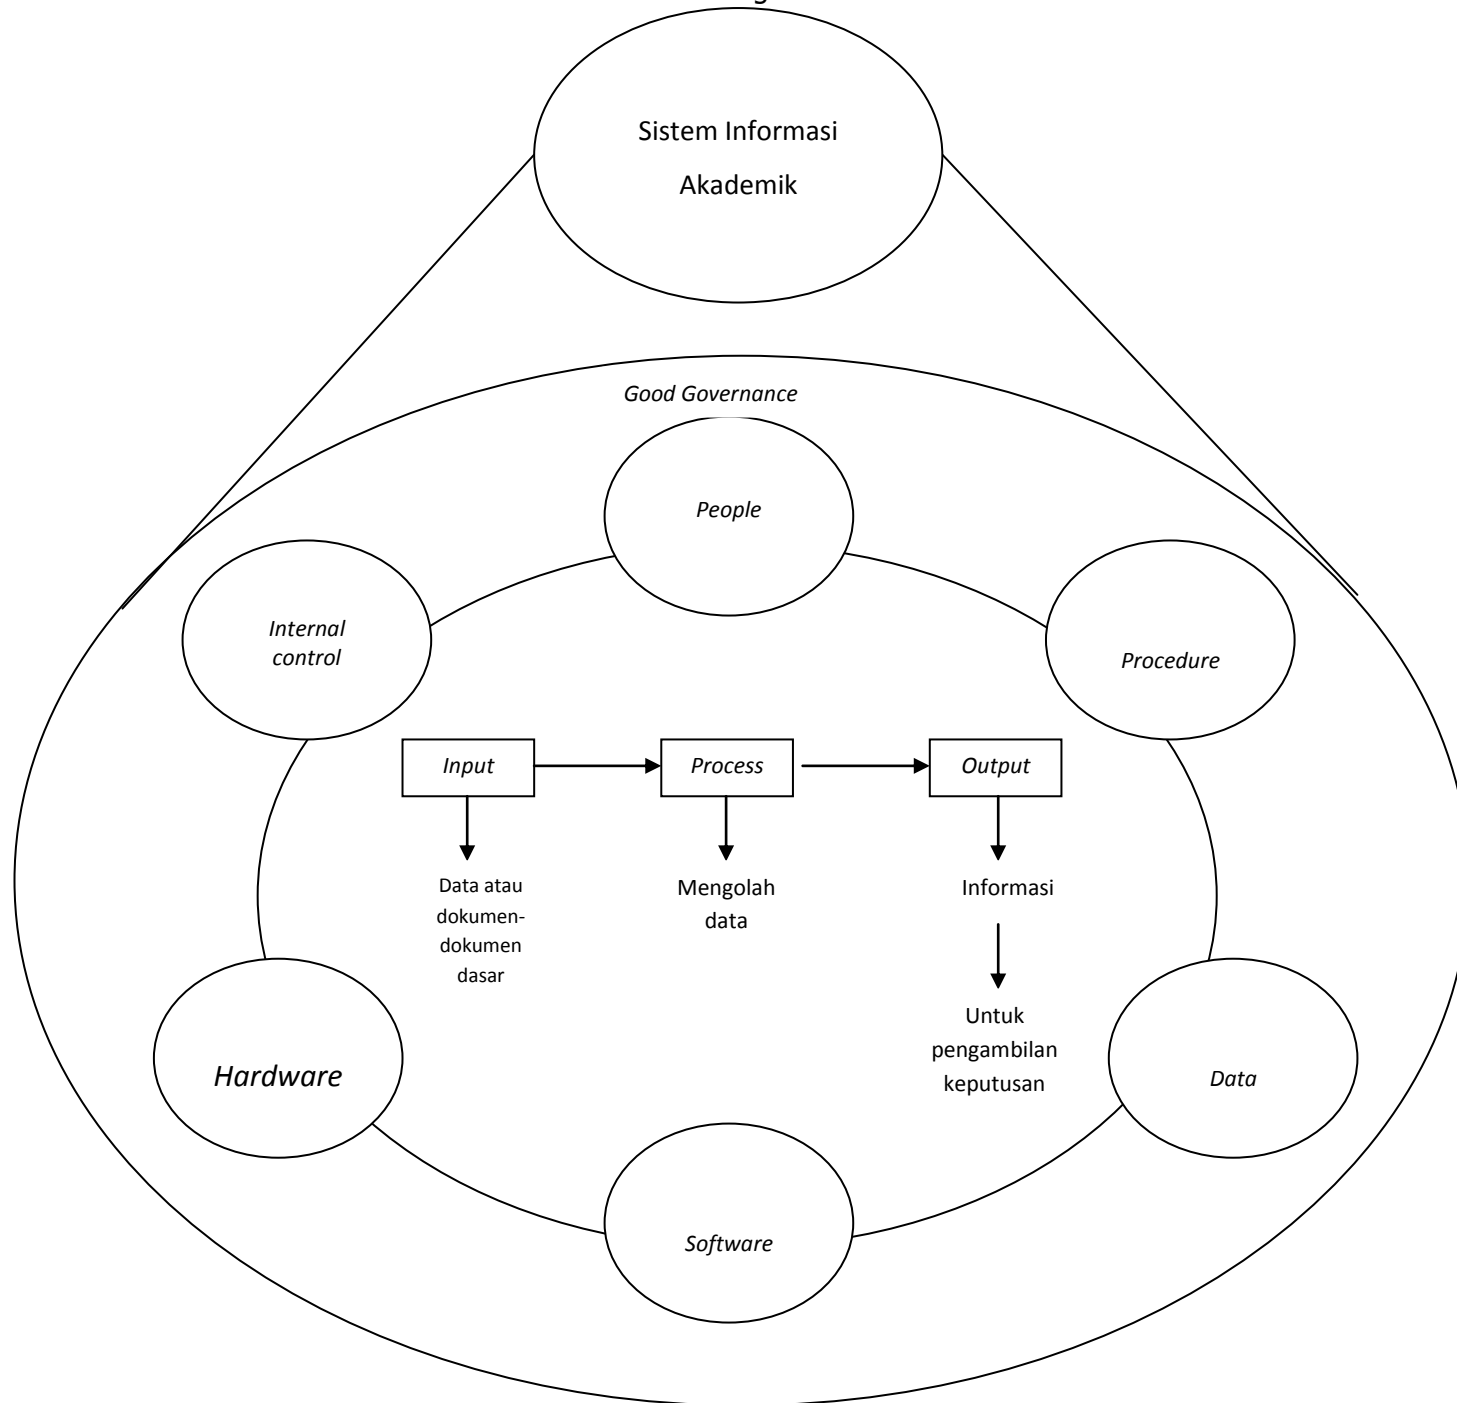 Sistem Informasi
Akademik
Good Governance
People
Internal
control
Procedure
Input
Process
Output
Data atau
dokumen-
dokumen
dasar
Mengolah
data
Informasi
Untuk
pengambilan
keputusan
Hardware
Data
Software